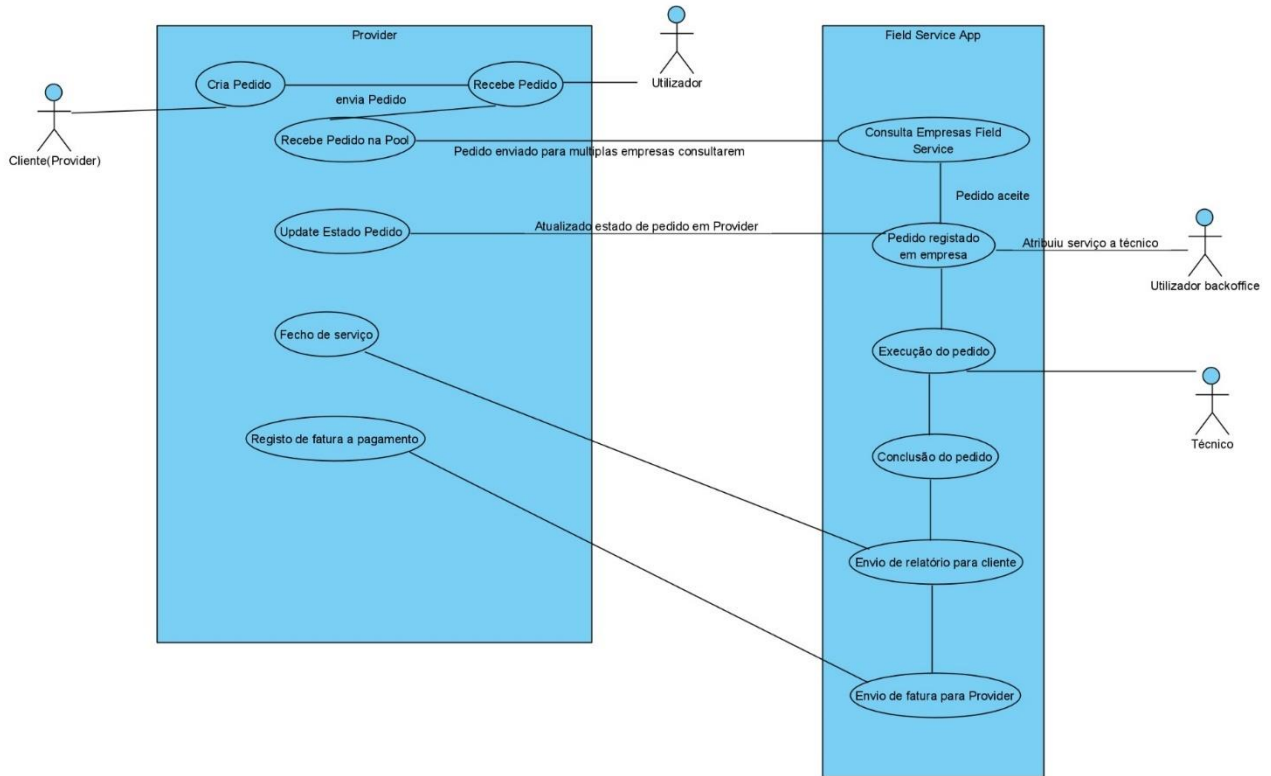 Provider
Field Service App
Cria Pedido
Recebe Pedido
Utilizador
envia Pedido
Cliente(Provider)
Recebe Pedido na Pool
Pedido enviado para multiplas empresas consultarem
Consulta Empresas Field
Service
Pedido aceite
Update Estado Pedido
Atualizado estado de pedido em Provider
Pedido registado
em empresa
Atribuiu serviço a técnico
Utilizador backoffice
Fecho de serviço
Execução do pedido
Técnico
Registo de fatura a pagamento
Conclusão do pedido
Envio de relatório para cliente
Envio de fatura para Provider